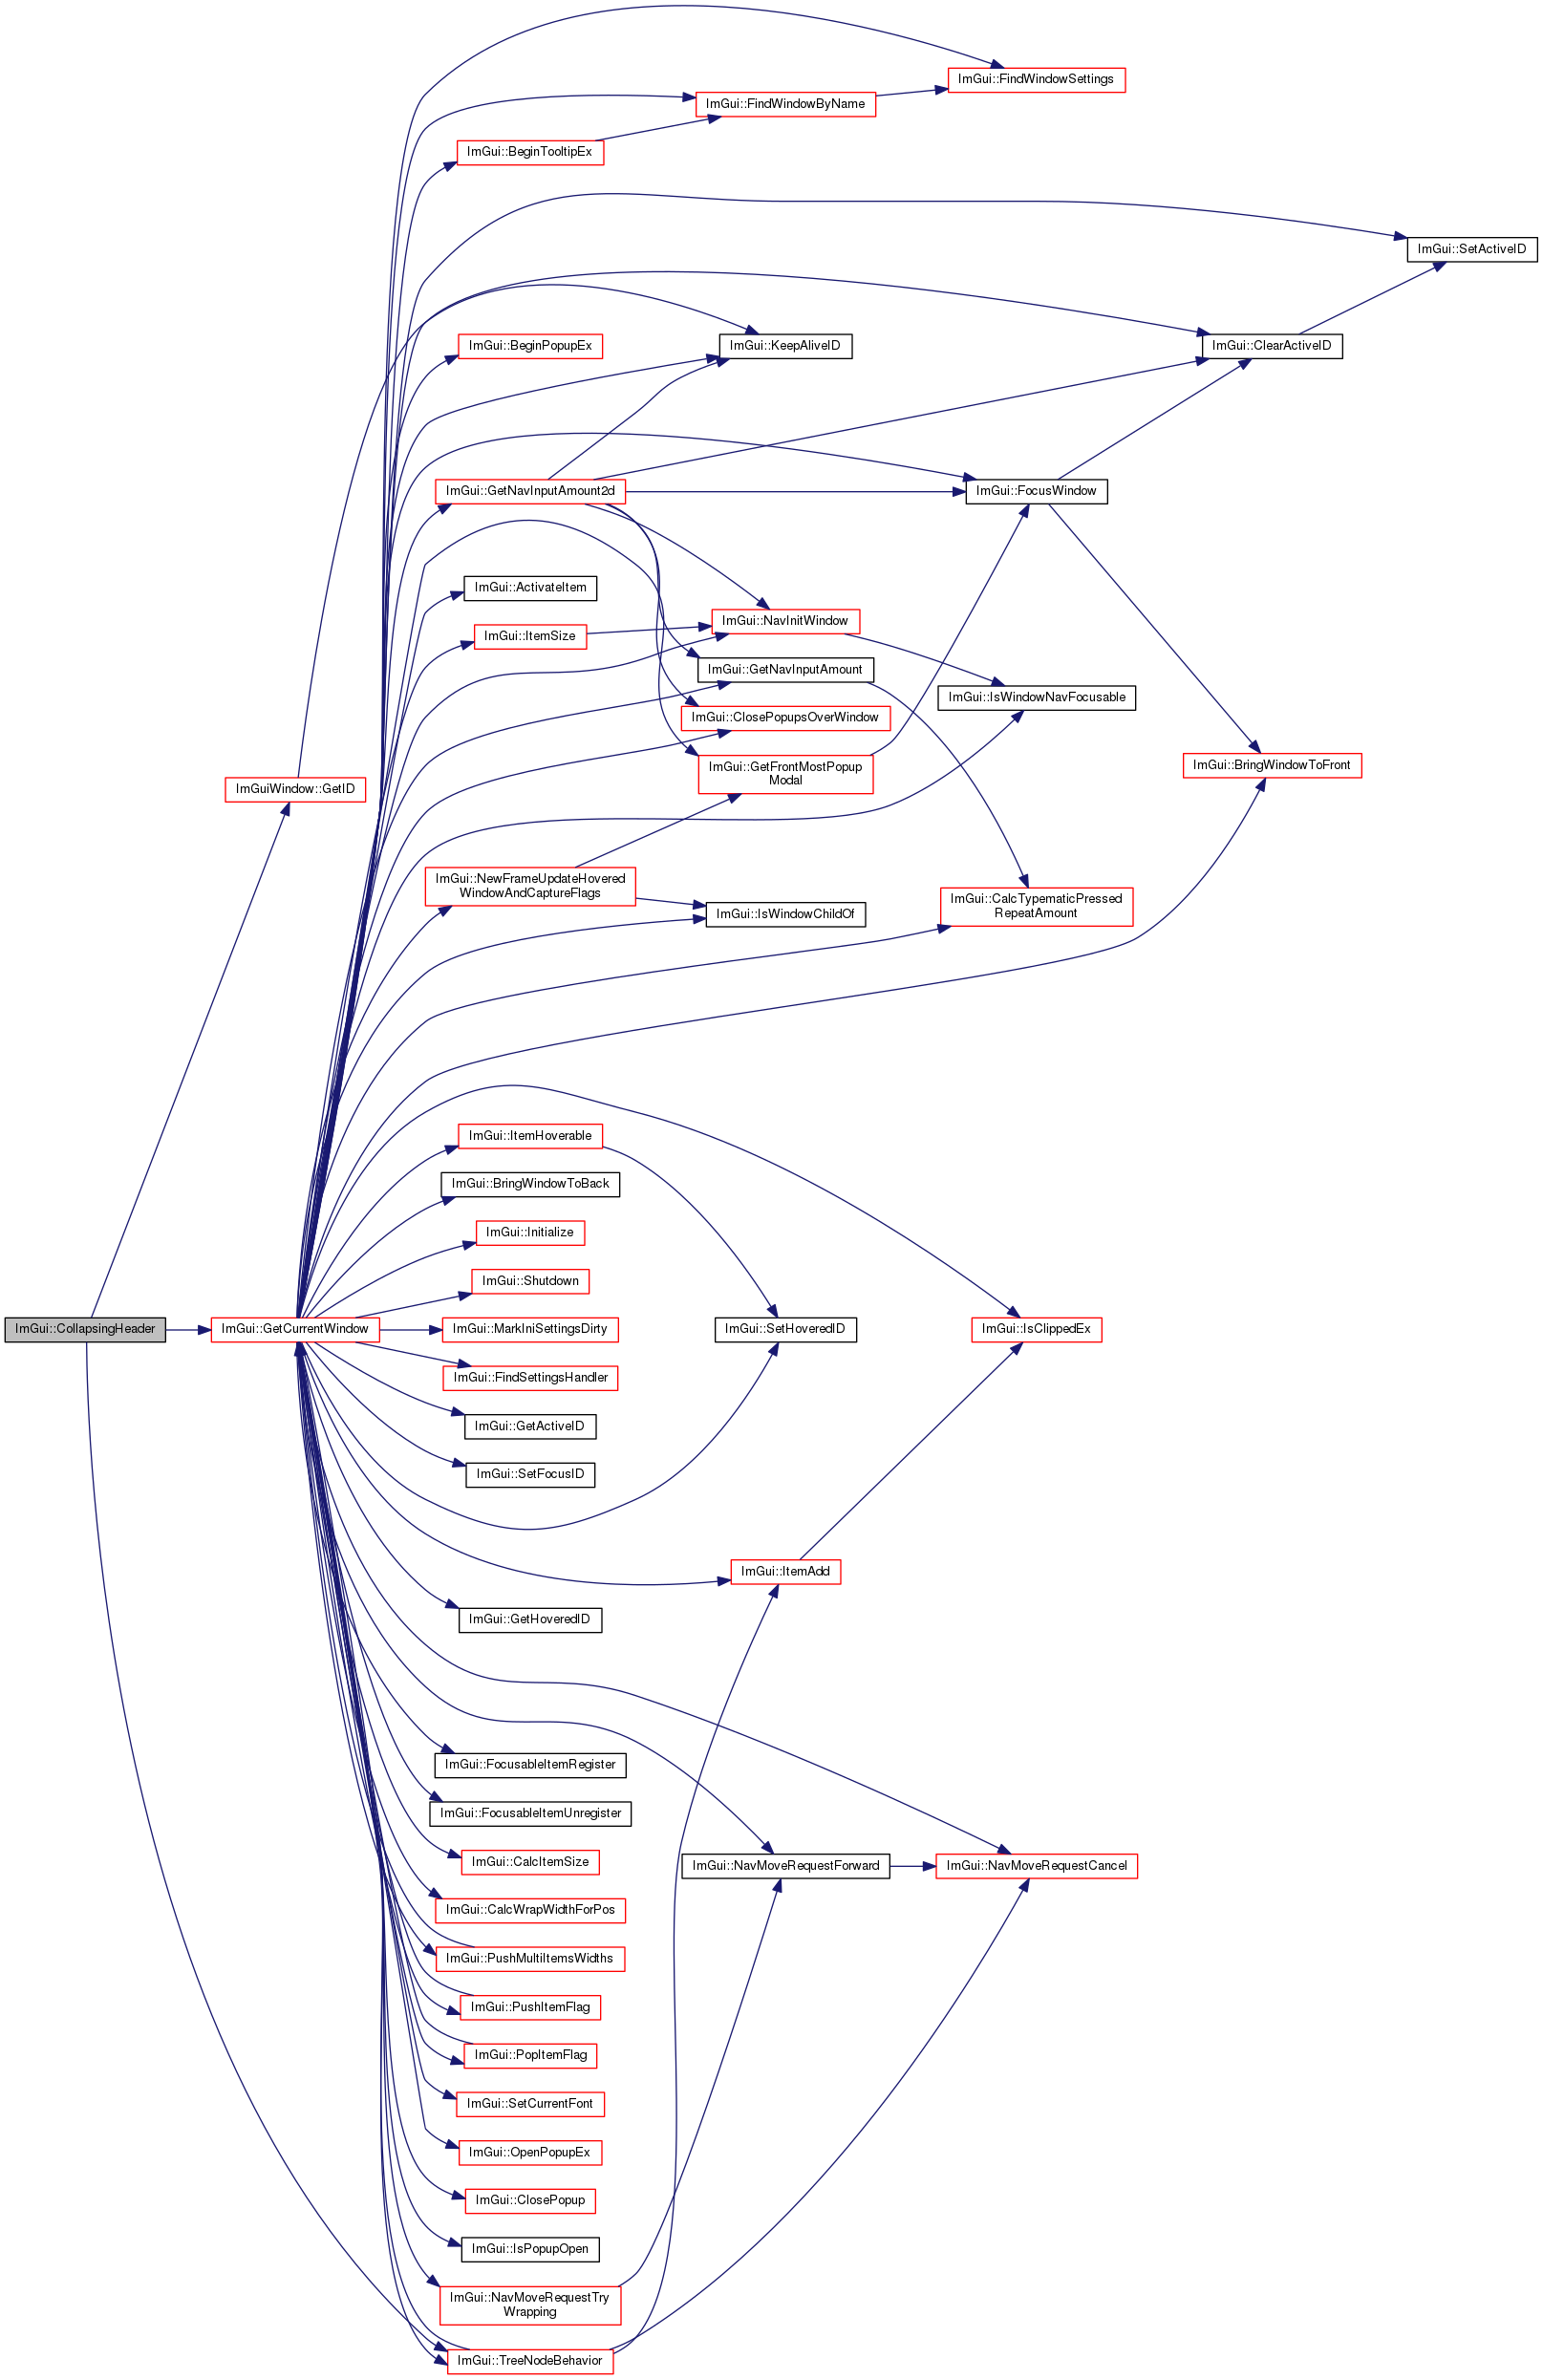 ImGui::FindWindowSettings
ImGui::FindWindowByName
ImGui::BeginTooltipEx
ImGui::SetActiveID
ImGui::BeginPopupEx
ImGui::KeepAliveID
ImGui::ClearActiveID
ImGui::GetNavInputAmount2d
ImGui::FocusWindow
ImGui::ActivateItem
ImGui::NavInitWindow
ImGui::ItemSize
ImGui::GetNavInputAmount
ImGui::IsWindowNavFocusable
ImGui::ClosePopupsOverWindow
ImGui::BringWindowToFront
ImGui::GetFrontMostPopup
Modal
ImGuiWindow::GetID
ImGui::NewFrameUpdateHovered
WindowAndCaptureFlags
ImGui::CalcTypematicPressed
RepeatAmount
ImGui::IsWindowChildOf
ImGui::ItemHoverable
ImGui::BringWindowToBack
ImGui::Initialize
ImGui::Shutdown
ImGui::CollapsingHeader
ImGui::GetCurrentWindow
ImGui::MarkIniSettingsDirty
ImGui::SetHoveredID
ImGui::IsClippedEx
ImGui::FindSettingsHandler
ImGui::GetActiveID
ImGui::SetFocusID
ImGui::ItemAdd
ImGui::GetHoveredID
ImGui::FocusableItemRegister
ImGui::FocusableItemUnregister
ImGui::CalcItemSize
ImGui::NavMoveRequestForward
ImGui::NavMoveRequestCancel
ImGui::CalcWrapWidthForPos
ImGui::PushMultiItemsWidths
ImGui::PushItemFlag
ImGui::PopItemFlag
ImGui::SetCurrentFont
ImGui::OpenPopupEx
ImGui::ClosePopup
ImGui::IsPopupOpen
ImGui::NavMoveRequestTry
Wrapping
ImGui::TreeNodeBehavior